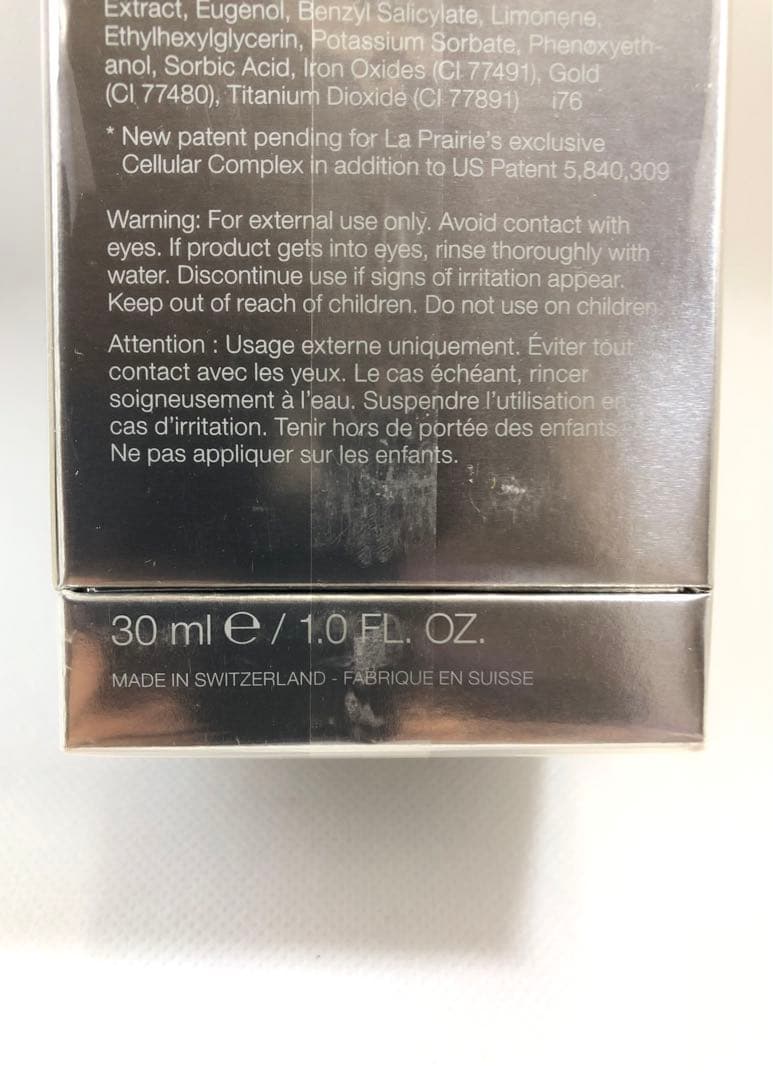 Extract, Eugenol, Benzyl Salicylate, Limonene,
Ethylhexylglycerin, Potassium Sorbate, Phenoxyeth-
anol, Sorbic Acid, Iron Oxides (CI 77491), Gold
(CI 77480), Titanium Dioxide (CI 77891) i76
* New patent pending for La Prairie's exclusive
Cellular Complex in addition to US Patent 5,840,309
Warning: For external use only. Avoid contact with
eyes. If product gets into eyes, rinse thoroughly with
water. Discontinue use if signs of irritation appear.
Keep out of reach of children. Do not use on children.
Attention : Usage externe uniquement. Éviter tout
contact avec les yeux. Le cas échéant, rincer
soigneusement à l'eau. Suspendre l'utilisation en
cas d'irritation. Tenir hors de portée des enfants.
Ne pas appliquer sur les enfants.
30 ml e / 1.0 FL. OZ.
MADE IN SWITZERLAND - FABRIQUE EN SUISSE